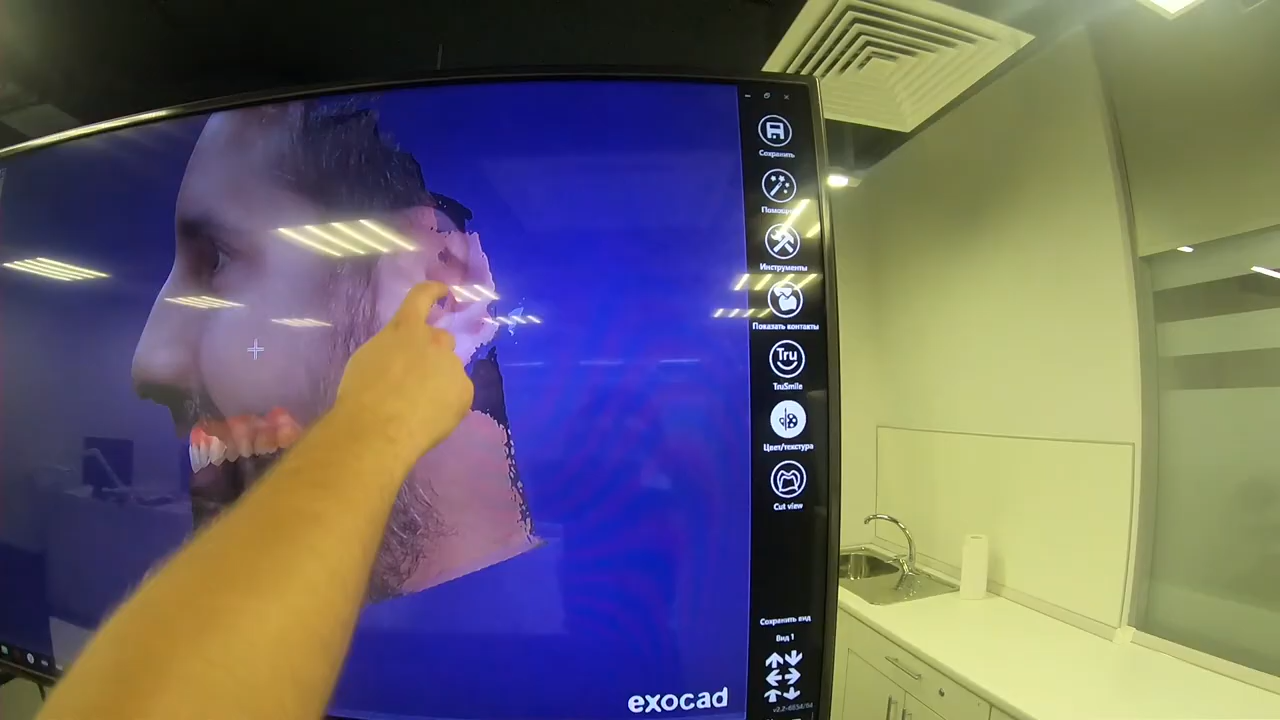 Сохранить
Инструменты
Показать контакты
Tru
TruSmile
Цвет/текстура
Cut view
Сохранить вид
Вид 1
exocad